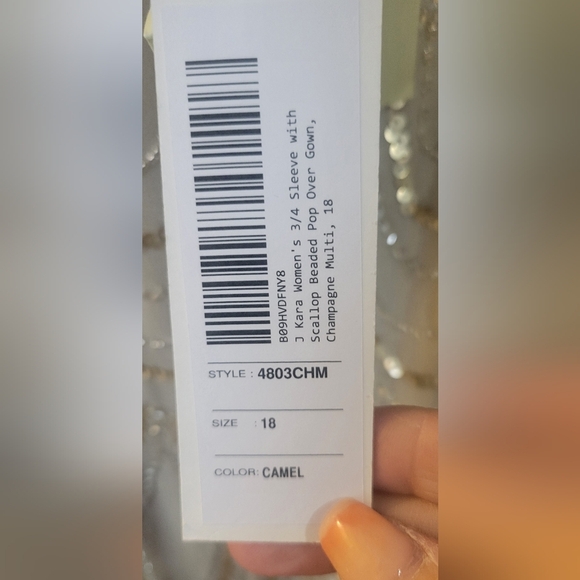 B09HVDFNY8
J Kara Women's 3/4 Sleeve with
Scallop Beaded Pop Over Gown,
Champagne Multi, 18
STYLE : 4803CHM
SIZE : 18
COLOR: CAMEL